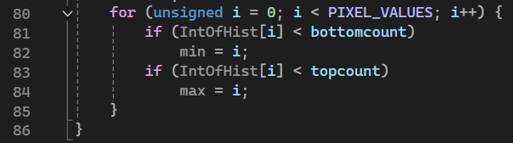 80 for (unsigned i = 0; i < PIXEL_VALUES; i++) {
81 if (IntOfHist[i] < bottomcount)
82 min = i;
83 if (IntOfHist[i] < topcount)
84 max = i;
85 }
86 }